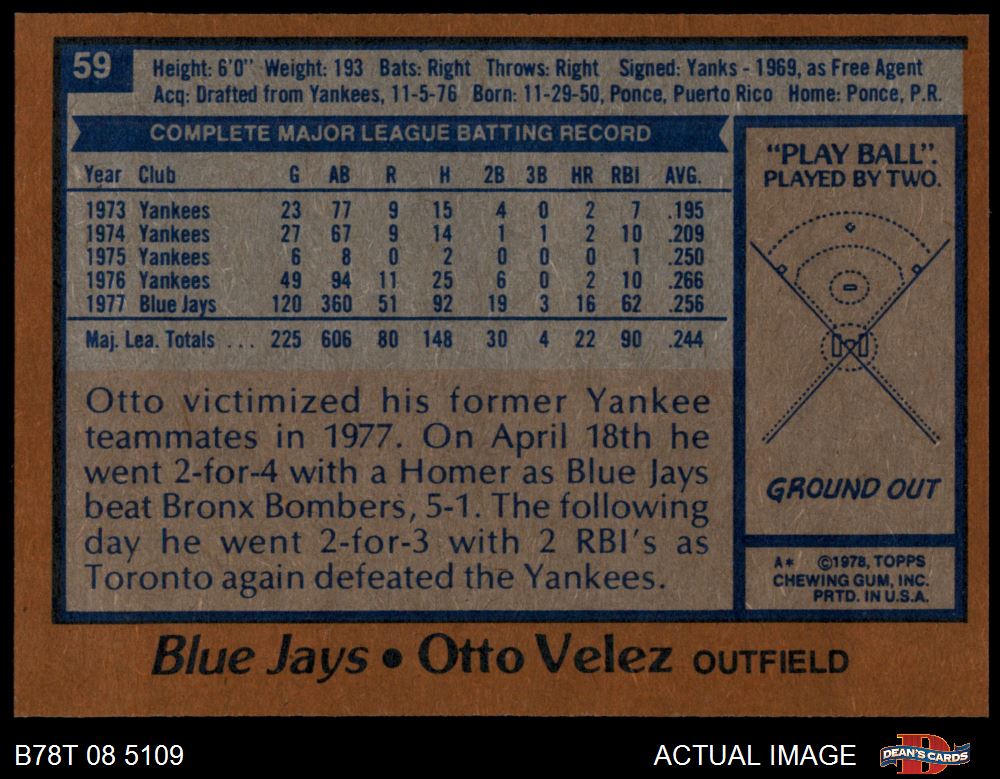 59
Height: 6'0" Weight: 193 Bats: Right Throws: Right Signed: Yanks - 1969, as Free Agent
Acq: Drafted from Yankees, 11-5-76 Born: 11-29-50, Ponce, Puerto Rico Home: Ponce, P.R.
COMPLETE MAJOR LEAGUE BATTING RECORD
Year Club G AB R H 2B 3B HR RBI AVG.
1973 Yankees 23 77 9 15 4 0 2 7 .195
1974 Yankees 27 67 9 14 1 1 2 10 .209
1975 Yankees 6 8 0 2 0 0 0 1 .250
1976 Yankees 49 94 11 25 6 0 2 10 .266
1977 Blue Jays 120 360 51 92 19 3 16 62 .256
Maj. Lea. Totals ... 225 606 80 148 30 4 22 90 .244
Otto victimized his former Yankee
teammates in 1977. On April 18th he
went 2-for-4 with a Homer as Blue Jays
beat Bronx Bombers, 5-1. The following
day he went 2-for-3 with 2 RBI's as
Toronto again defeated the Yankees.
"PLAY BALL".
PLAYED BY TWO.
GROUND OUT
A* ©1978, TOPPS
CHEWING GUM, INC.
PRTD. IN U.S.A.
Blue Jays • Otto Velez OUTFIELD
B78T 08 5109
ACTUAL IMAGE
DEAN'S CARDS